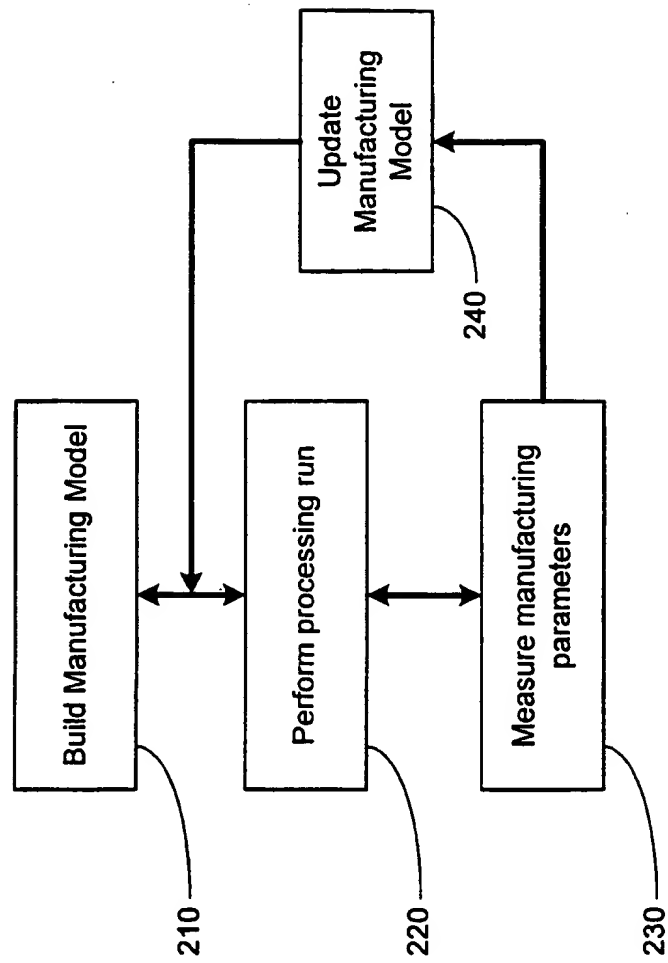 Build Manufacturing Model
210
Perform processing run
220
Measure manufacturing
parameters
230
Update
Manufacturing
Model
240